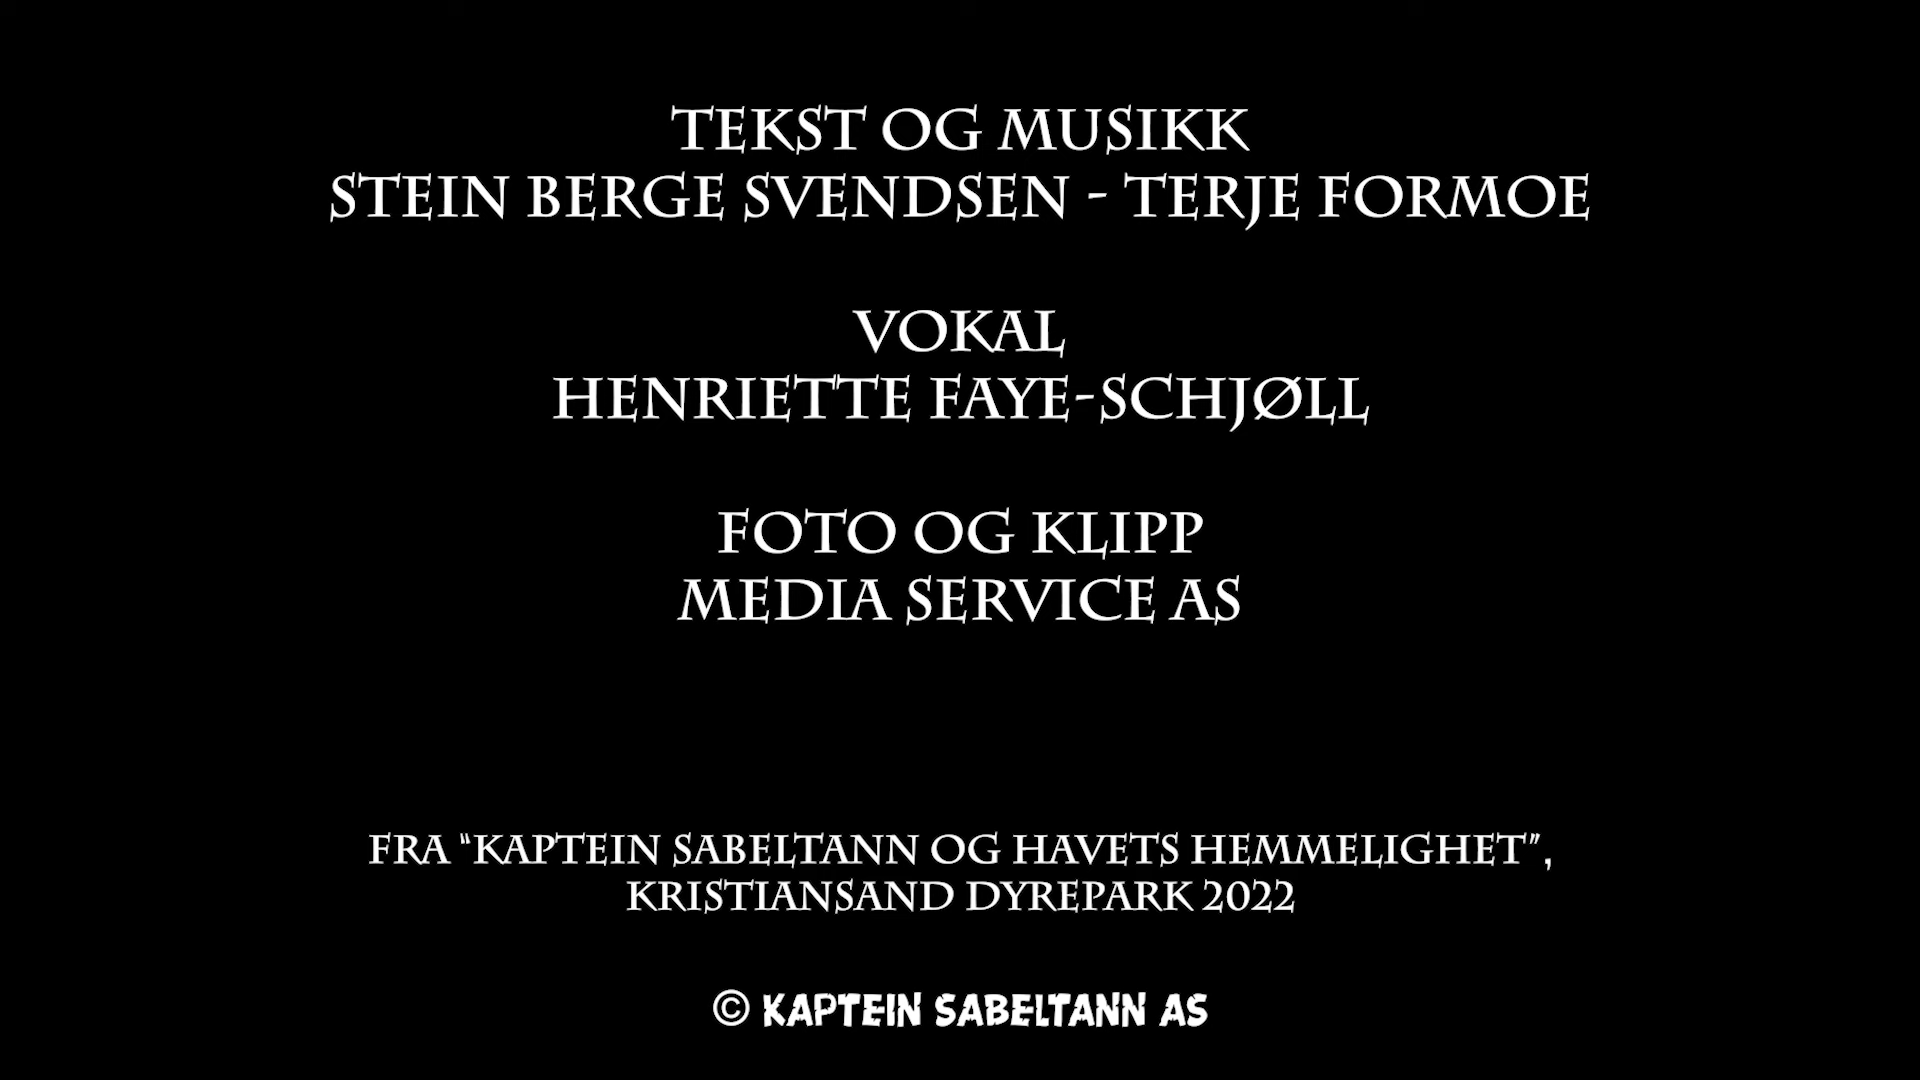 TEKST OG MUSIKK
STEIN BERGE SVENDSEN - TERJE FORMOE
VOKAL
HENRIETTE FAYE-SCHJØLL
FOTO OG KLIPP
MEDIA SERVICE AS
FRA "KAPTEIN SABELTANN OG HAVETS HEMMELIGHET",
KRISTIANSAND DYREPARK 2022
© KAPTEIN SABELTANN AS